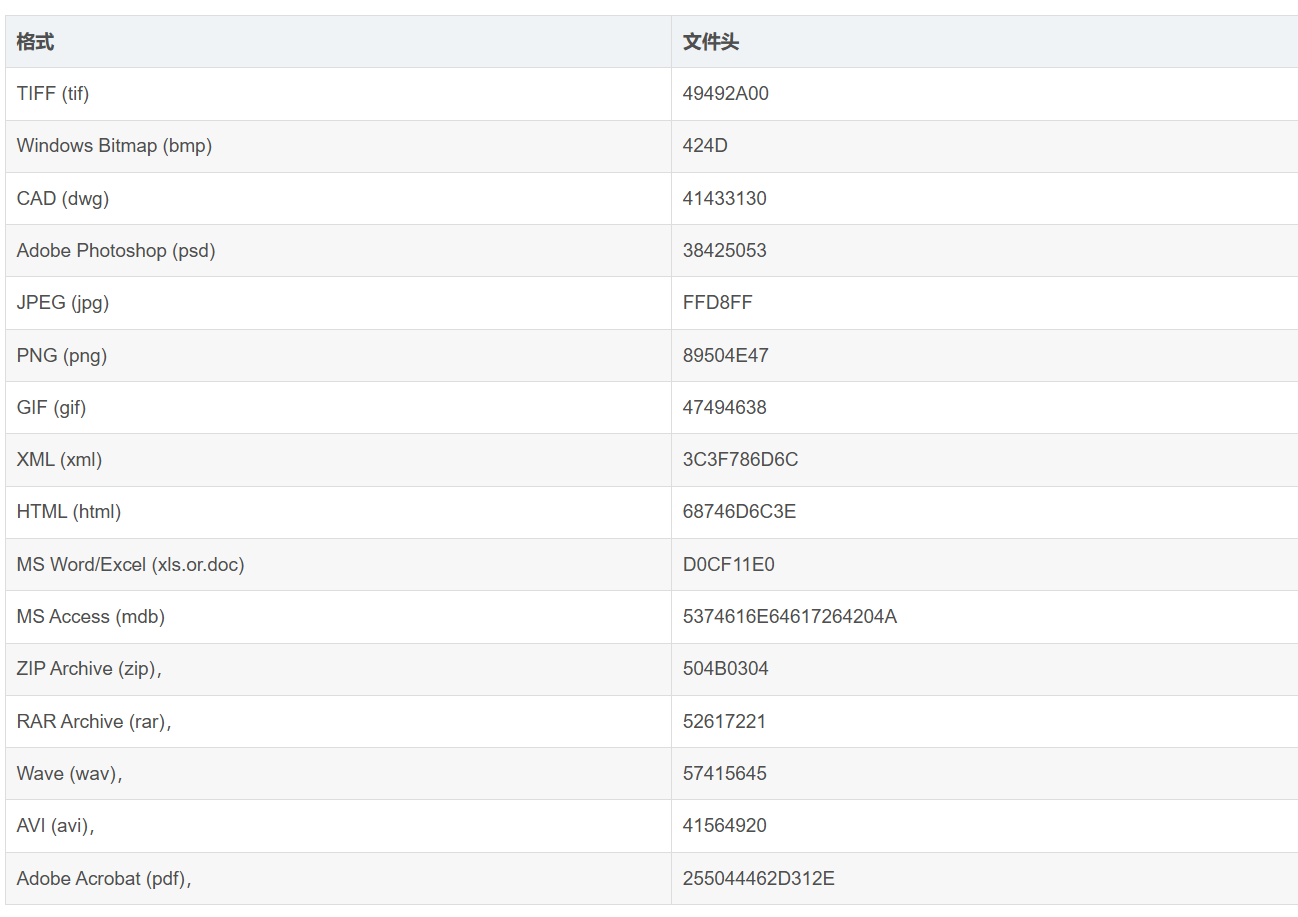 格式 文件头
TIFF (tif) 49492A00
Windows Bitmap (bmp) 424D
CAD (dwg) 41433130
Adobe Photoshop (psd) 38425053
JPEG (jpg) FFD8FF
PNG (png) 89504E47
GIF (gif) 47494638
XML (xml) 3C3F786D6C
HTML (html) 68746D6C3E
MS Word/Excel (xls.or.doc) D0CF11E0
MS Access (mdb) 5374616E64617264204A
ZIP Archive (zip)， 504B0304
RAR Archive (rar)， 52617221
Wave (wav)， 57415645
AVI (avi)， 41564920
Adobe Acrobat (pdf)， 255044462D312E